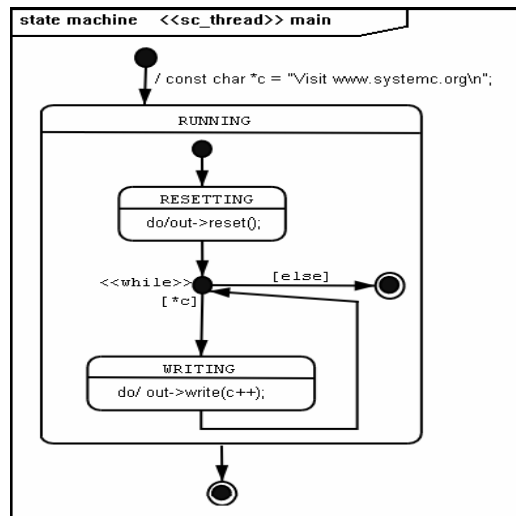 state machine <<sc_thread>> main
/ const char *c = "Visit www.systemc.org\n";
RUNNING
RESETTING
do/out->reset();
<<while>>
[else]
[*c]
WRITING
do/ out->write(c++);